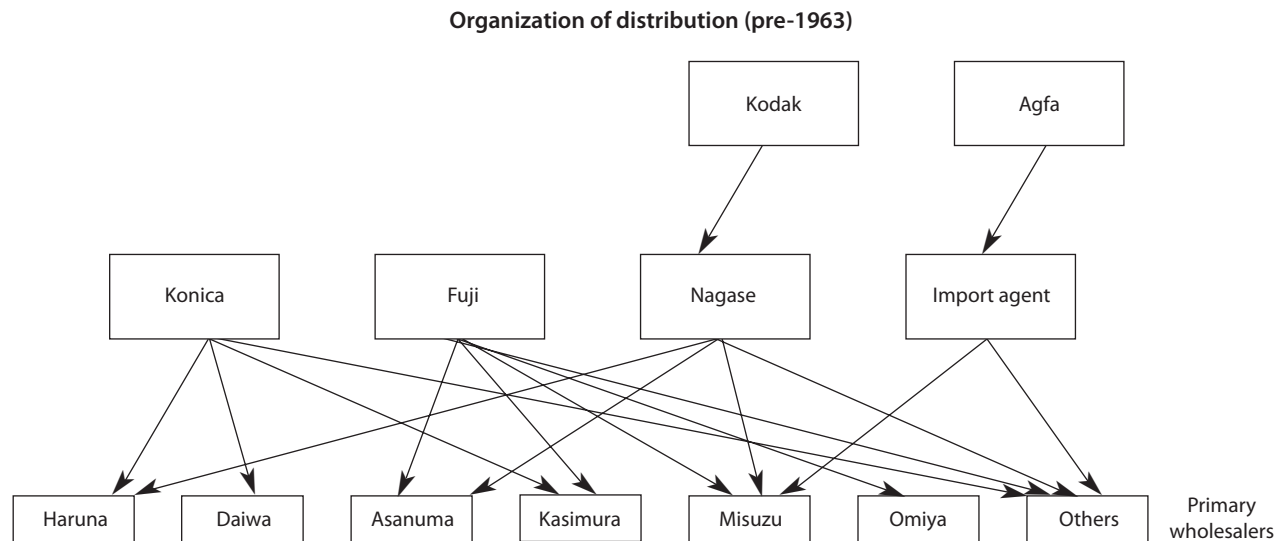 Organization of distribution (pre-1963)
Kodak
Agfa
Konica
Fuji
Nagase
Import agent
Haruna
Daiwa
Asanuma
Kasimura
Misuzu
Omiya
Others
Primary
wholesalers